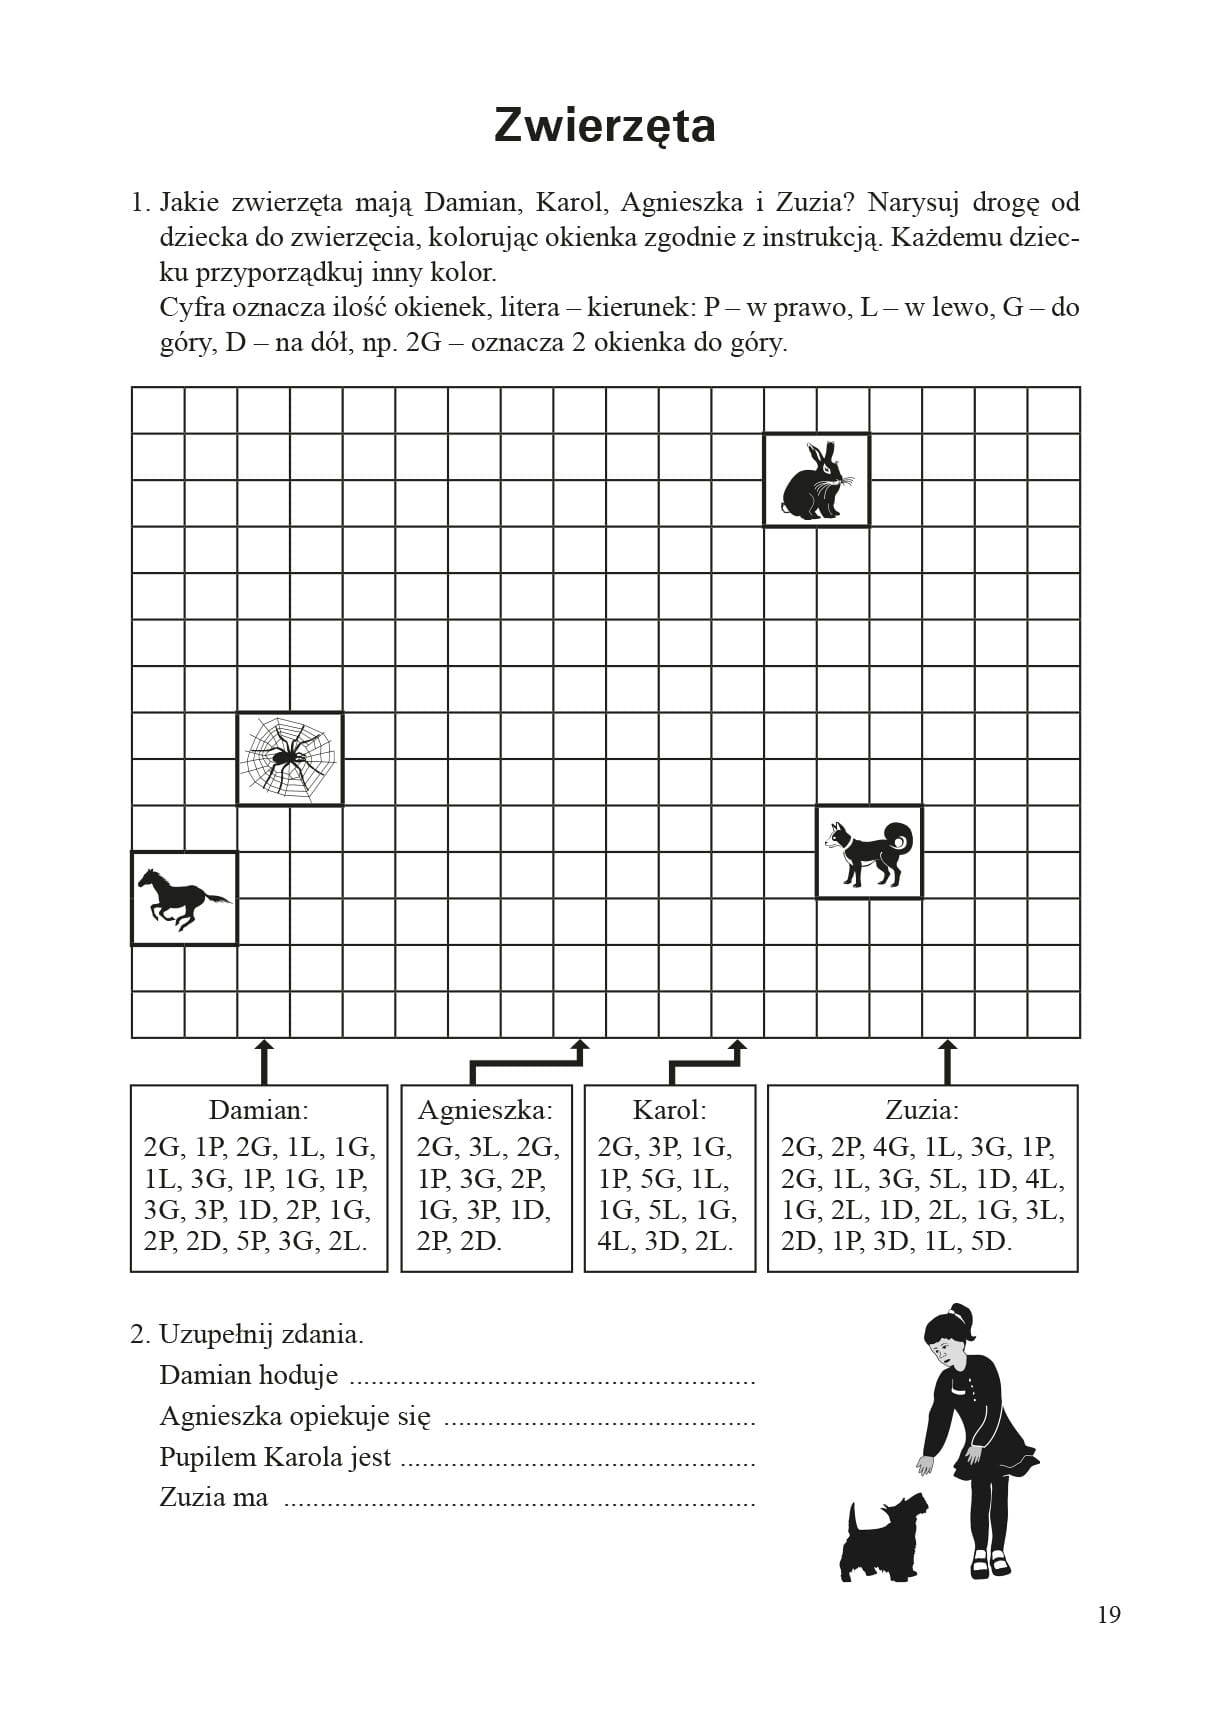 Zwierzęta
1. Jakie zwierzęta mają Damian, Karol, Agnieszka i Zuzia? Narysuj drogę od
dziecka do zwierzęcia, kolorując okienka zgodnie z instrukcją. Każdemu dziec-
ku przyporządkuj inny kolor.
Cyfra oznacza ilość okienek, litera – kierunek: P – w prawo, L – w lewo, G – do
góry, D – na dół, np. 2G – oznacza 2 okienka do góry.
Damian:
2G, 1P, 2G, 1L, 1G,
1L, 3G, 1P, 1G, 1P,
3G, 3P, 1D, 2P, 1G,
2P, 2D, 5P, 3G, 2L.
Agnieszka:
2G, 3L, 2G,
1P, 3G, 2P,
1G, 3P, 1D,
2P, 2D.
Karol:
2G, 3P, 1G,
1P, 5G, 1L,
1G, 5L, 1G,
4L, 3D, 2L.
Zuzia:
2G, 2P, 4G, 1L, 3G, 1P,
2G, 1L, 3G, 5L, 1D, 4L,
1G, 2L, 1D, 2L, 1G, 3L,
2D, 1P, 3D, 1L, 5D.
2. Uzupełnij zdania.
Damian hoduje ........................................................
Agnieszka opiekuje się ...........................................
Pupilem Karola jest .................................................
Zuzia ma .................................................................
19